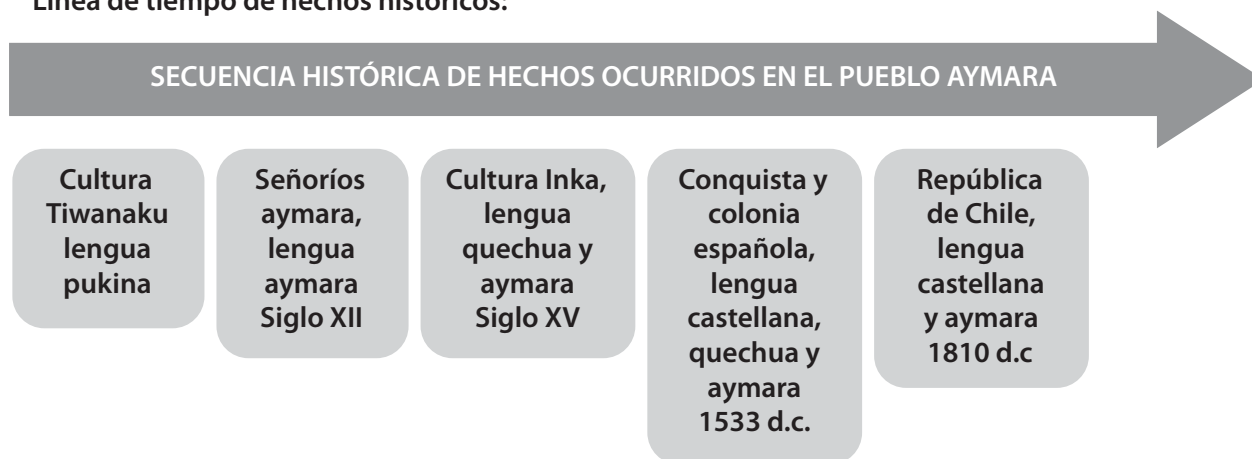 Línea de tiempo de hechos históricos:
SECUENCIA HISTÓRICA DE HECHOS OCURRIDOS EN EL PUEBLO AYMARA
Cultura
Tiwanaku
lengua
pukina
Señoríos
aymara,
lengua
aymara
Siglo XII
Cultura Inka,
lengua
quechua y
aymara
Siglo XV
Conquista y
colonia
española,
lengua
castellana,
quechua y
aymara
1533 d.c.
República
de Chile,
lengua
castellana
y aymara
1810 d.c